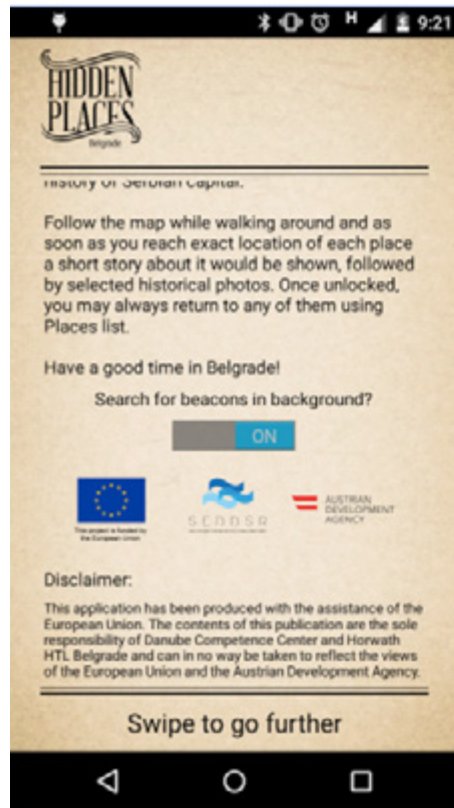 H 9:21
HIDDEN
PLACES
Belgrade
history of Serbian capital.
Follow the map while walking around and as
soon as you reach exact location of each place
a short story about it would be shown, followed
by selected historical photos. Once unlocked,
you may always return to any of them using
Places list.
Have a good time in Belgrade!
Search for beacons in background?
ON
This project is funded by
the European Union
SENDSR
AUSTRIAN
DEVELOPMENT
AGENCY
Disclaimer:
This application has been produced with the assistance of the
European Union. The contents of this publication are the sole
responsibility of Danube Competence Center and Horwath
HTL Belgrade and can in no way be taken to reflect the views
of the European Union and the Austrian Development Agency.
Swipe to go further